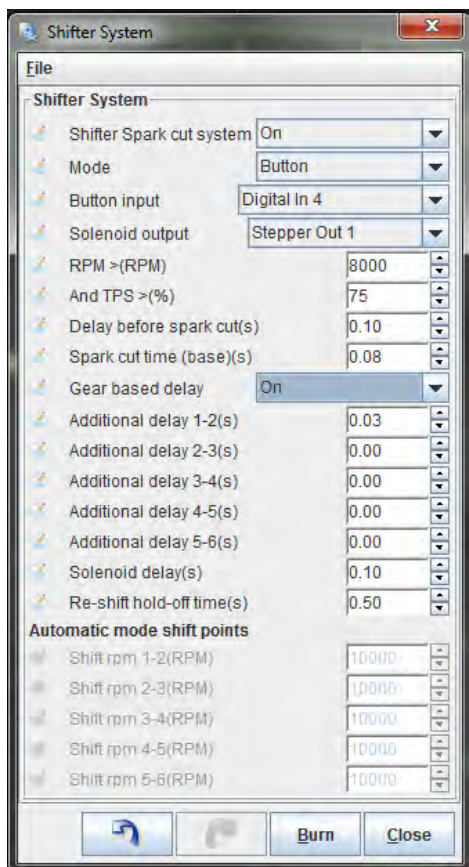 Shifter System
File
Shifter System
Shifter Spark cut system On
Mode Button
Button input Digital In 4
Solenoid output Stepper Out 1
RPM >(RPM) 8000
And TPS >(%) 75
Delay before spark cut(s) 0.10
Spark cut time (base)(s) 0.08
Gear based delay On
Additional delay 1-2(s) 0.03
Additional delay 2-3(s) 0.00
Additional delay 3-4(s) 0.00
Additional delay 4-5(s) 0.00
Additional delay 5-6(s) 0.00
Solenoid delay(s) 0.10
Re-shift hold-off time(s) 0.50
Automatic mode shift points
Shift rpm 1-2(RPM) 10000
Shift rpm 2-3(RPM) 10000
Shift rpm 3-4(RPM) 10000
Shift rpm 4-5(RPM) 10000
Shift rpm 5-6(RPM) 10000
Burn Close